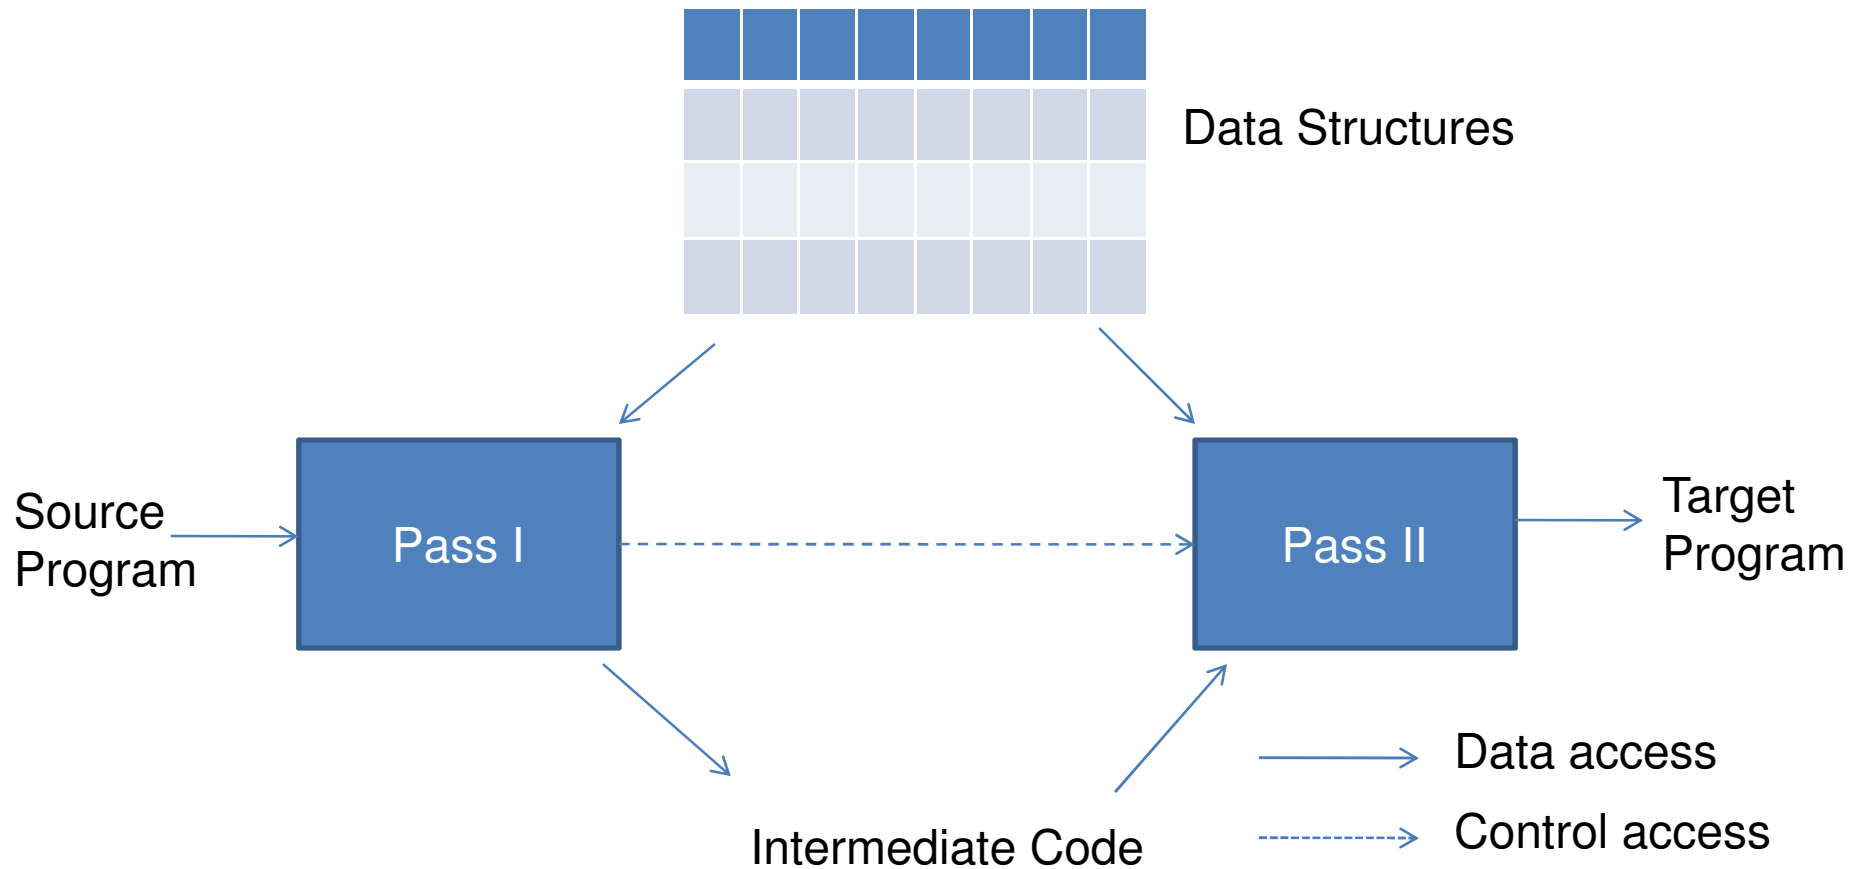 Data Structures
Source
Program
Pass I
Pass II
Target
Program
Data access
Control access
Intermediate Code